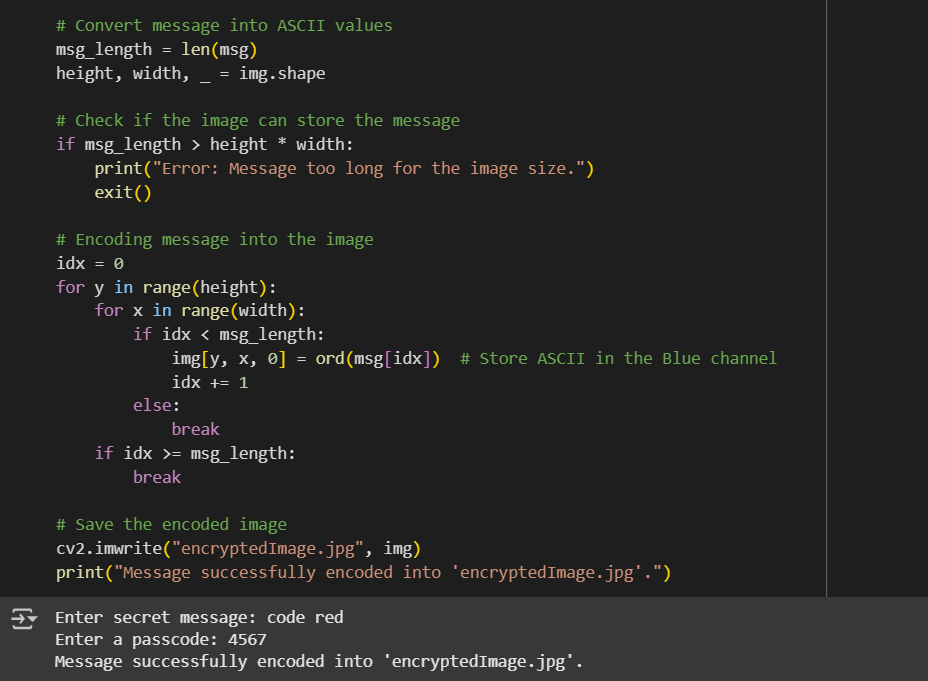 # Convert message into ASCII values
msg_length = len(msg)
height, width, _ = img.shape
# Check if the image can store the message
if msg_length > height * width:
    print("Error: Message too long for the image size.")
    exit()
# Encoding message into the image
idx = 0
for y in range(height):
    for x in range(width):
        if idx < msg_length:
            img[y, x, 0] = ord(msg[idx])  # Store ASCII in the Blue channel
            idx += 1
        else:
            break
    if idx >= msg_length:
        break
# Save the encoded image
cv2.imwrite("encryptedImage.jpg", img)
print("Message successfully encoded into 'encryptedImage.jpg'.")
Enter secret message: code red
Enter a passcode: 4567
Message successfully encoded into 'encryptedImage.jpg'.